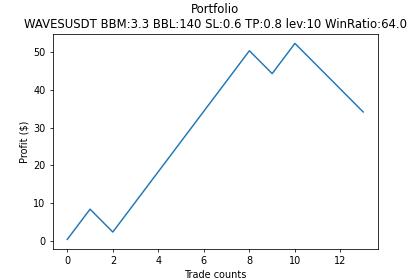 Portfolio
WAVESUSDT BBM:3.3 BBL:140 SL:0.6 TP:0.8 lev:10 WinRatio:64.0
50
40
30
20
10
0
Profit ($)
0 2 4 6 8 10 12
Trade counts